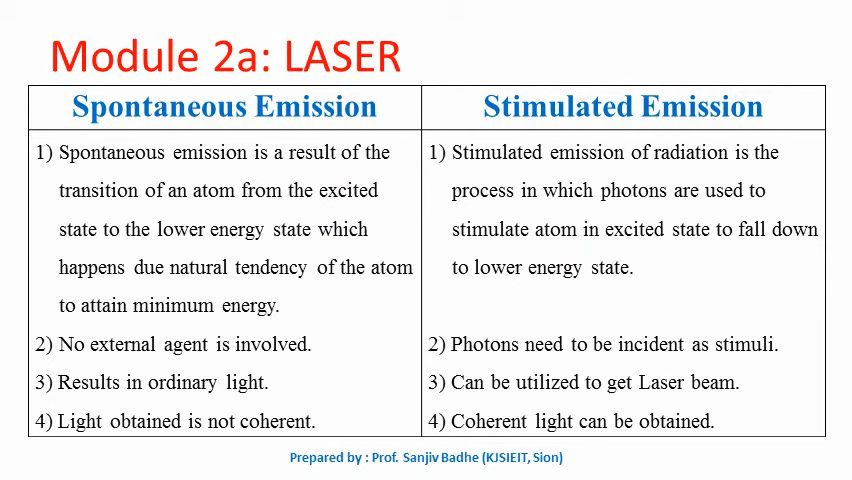 Module 2a: LASER
Spontaneous Emission
1) Spontaneous emission is a result of the
transition of an atom from the excited
state to the lower energy state which
happens due natural tendency of the atom
to attain minimum energy.
2) No external agent is involved.
3) Results in ordinary light.
4) Light obtained is not coherent.
Stimulated Emission
1) Stimulated emission of radiation is the
process in which photons are used to
stimulate atom in excited state to fall down
to lower energy state.
2) Photons need to be incident as stimuli.
3) Can be utilized to get Laser beam.
4) Coherent light can be obtained.
Prepared by : Prof. Sanjiv Badhe (KJSIEIT, Sion)